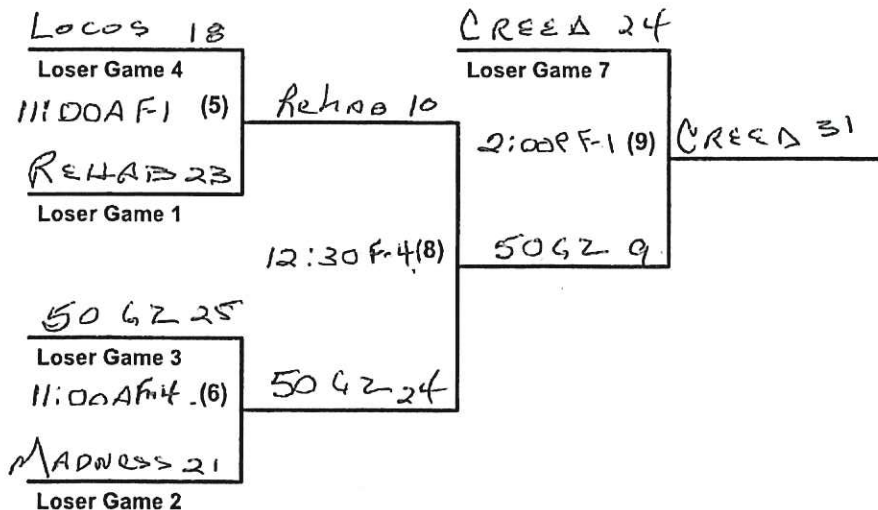 LOCOS 18
Loser Game 4
11:00A F-1 (5)
REHAB 23
Loser Game 1
50 GZ 25
Loser Game 3
11:00A F-4 (6)
MADNESS 21
Loser Game 2
REHAB 10
12:30 F-4 (8)
50 GZ 24
CREED 24
Loser Game 7
2:00P F-1 (9)
50GZ 9
CREED 31